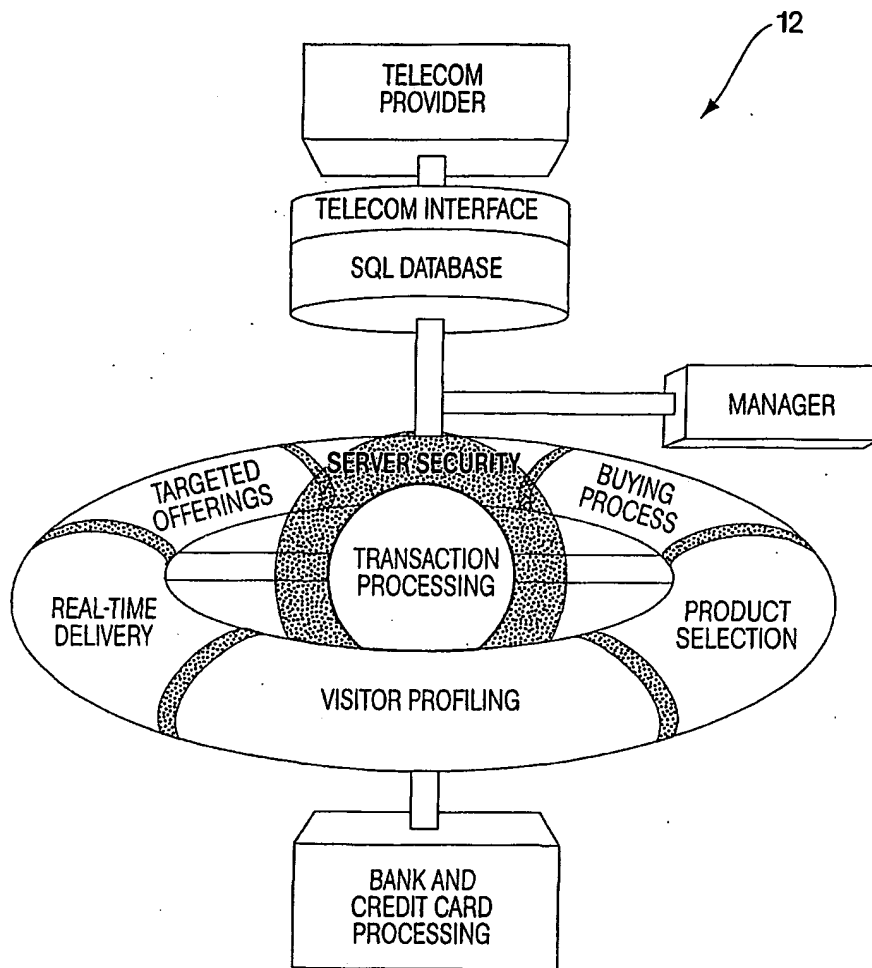 12
TELECOM
PROVIDER
TELECOM INTERFACE
SQL DATABASE
MANAGER
SERVER SECURITY
TARGETED
OFFERINGS
BUYING
PROCESS
TRANSACTION
PROCESSING
REAL-TIME
DELIVERY
PRODUCT
SELECTION
VISITOR PROFILING
BANK AND
CREDIT CARD
PROCESSING